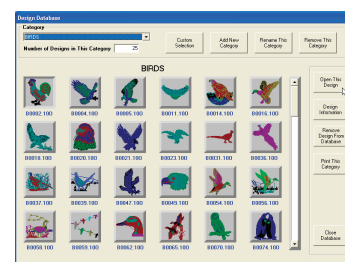 Design Database
Category
BIRDS
Number of Designs in This Category 25
Custom Selection
Add New Category
Rename This Category
Remove This Category
BIRDS
Open This Design
Design Information
Remove Design From Database
Print This Category
Close Database
B0002.100 B0004.100 B0005.100 B0011.100 B0014.100 B0016.100
B0018.100 B0020.100 B0021.100 B0023.100 B0031.100 B0036.100
B0037.100 B0039.100 B0047.100 B0049.100 B0054.100 B0056.100
B0058.100 B0059.100 B0062.100 B0065.100 B0070.100 B0074.100